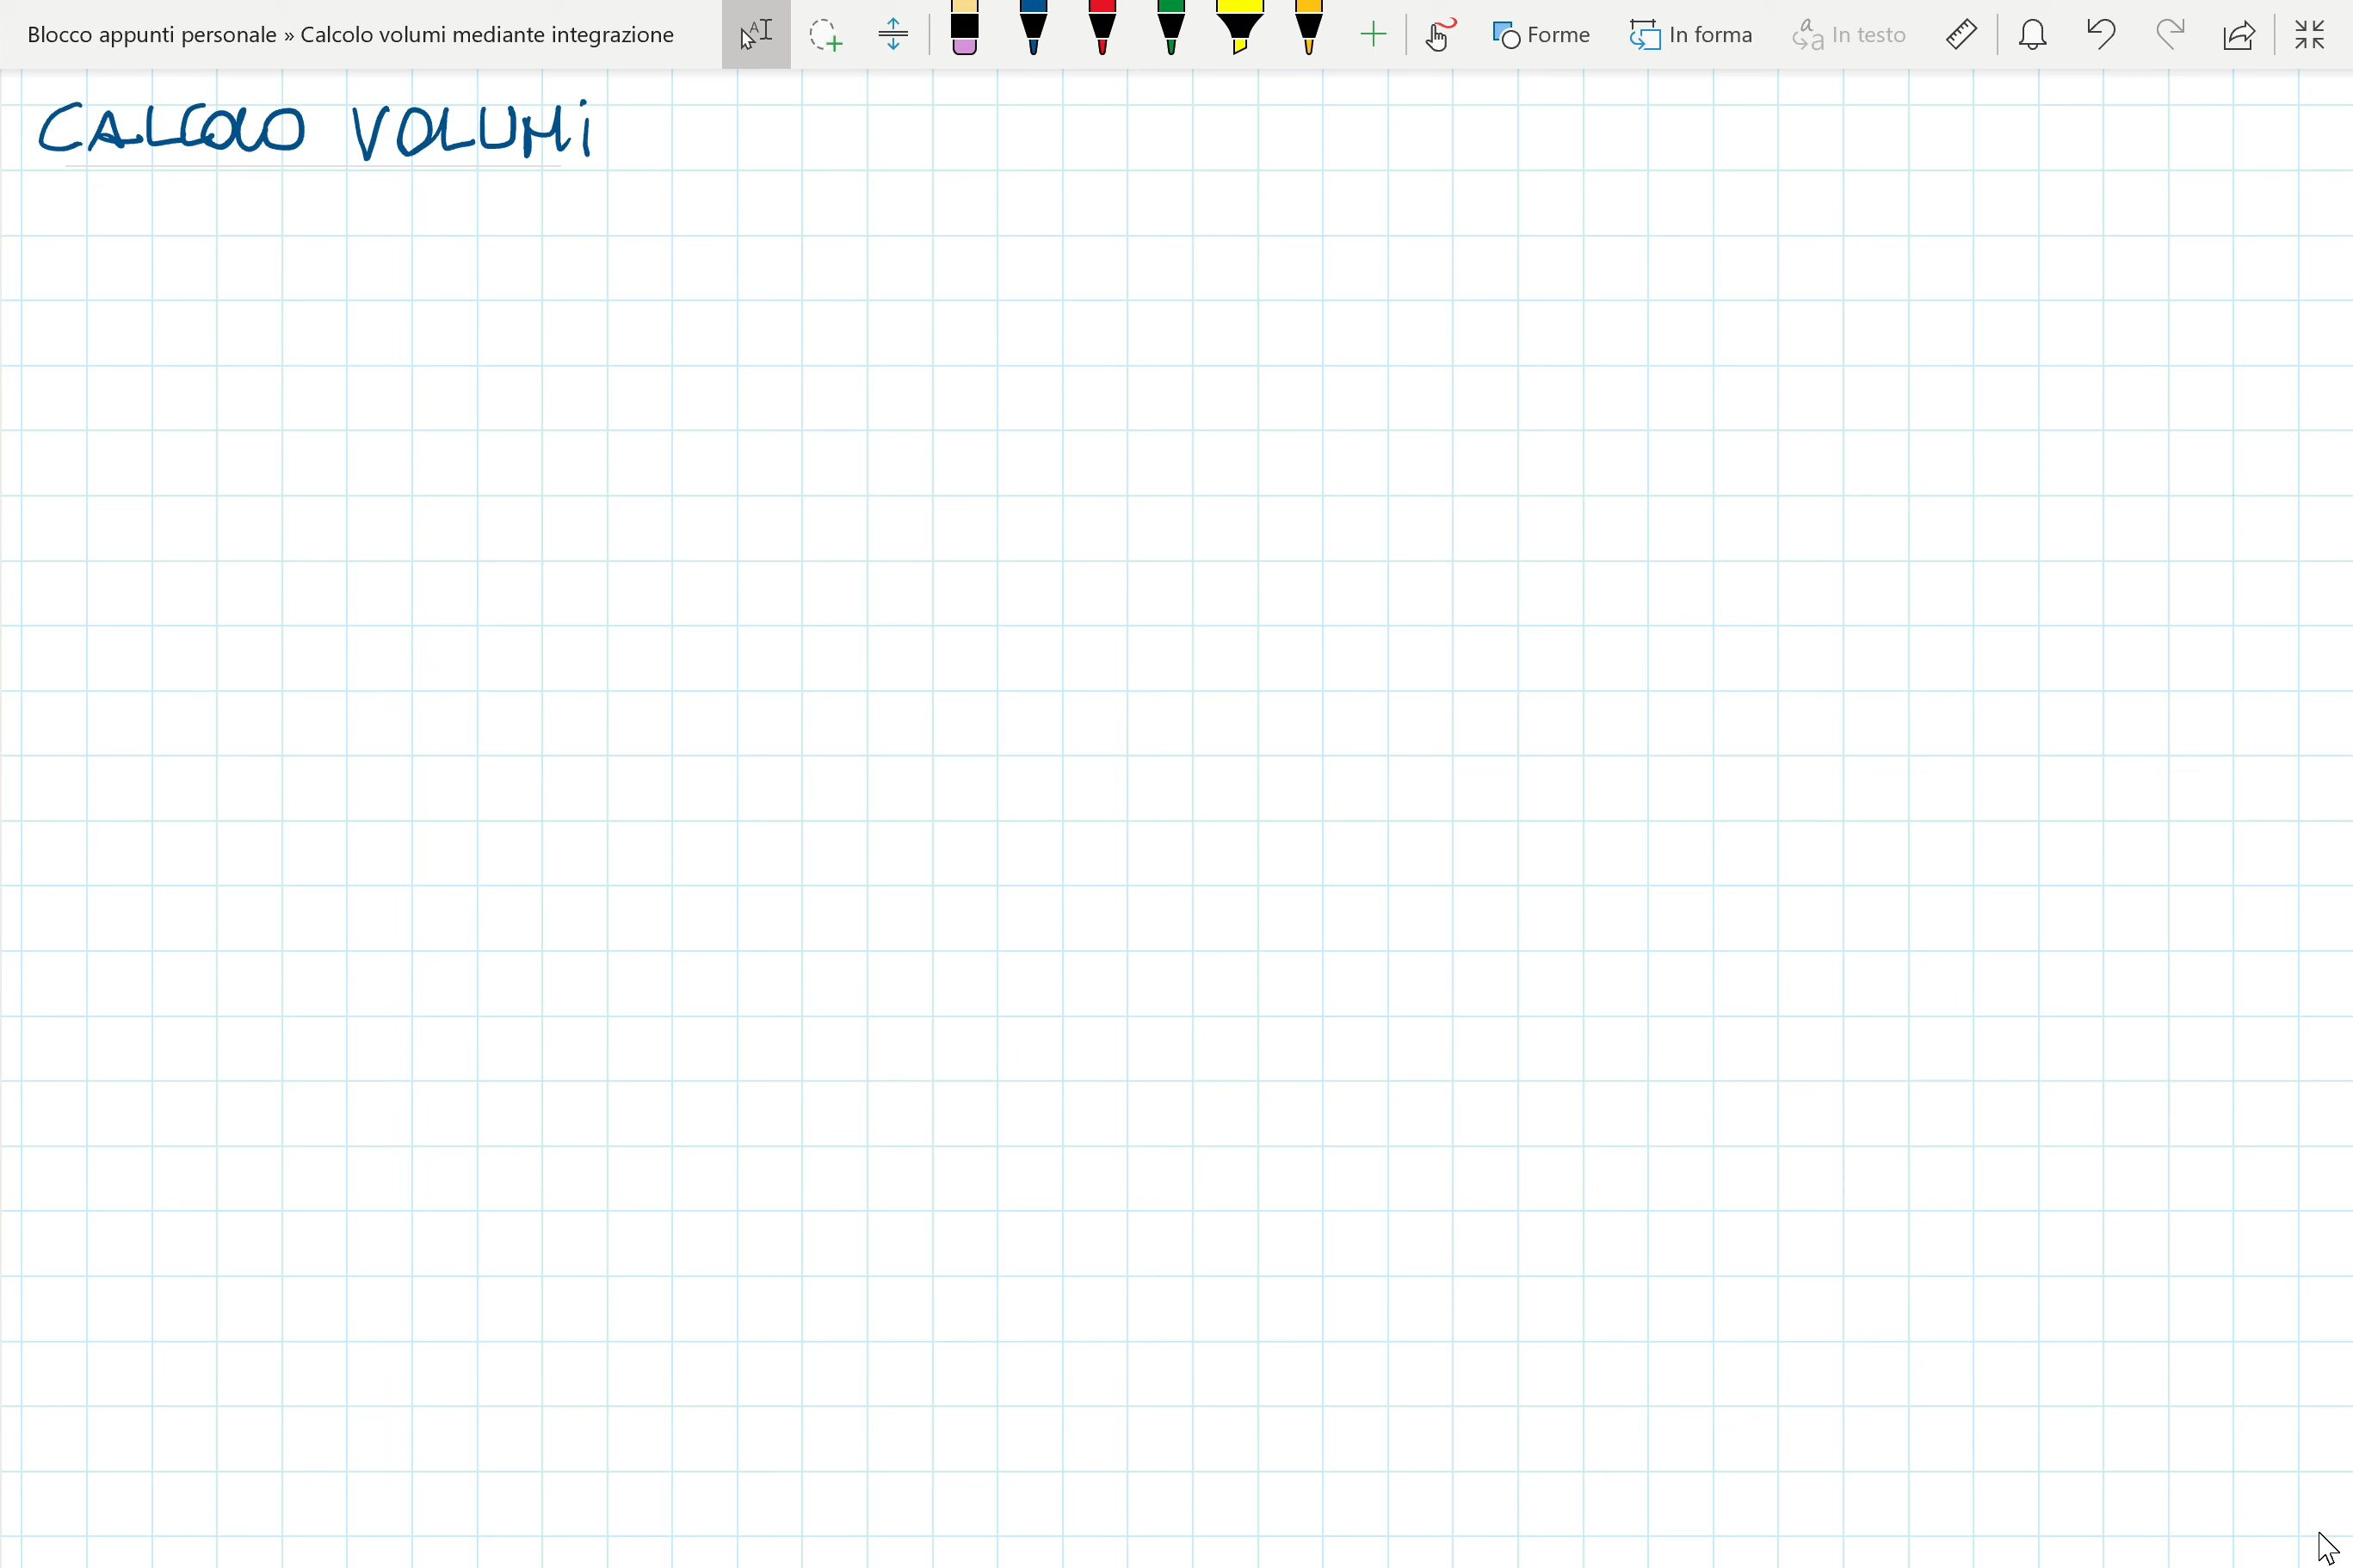 Blocco appunti personale » Calcolo volumi mediante integrazione
Forme
In forma
In testo
CALCOLO VOLUMI